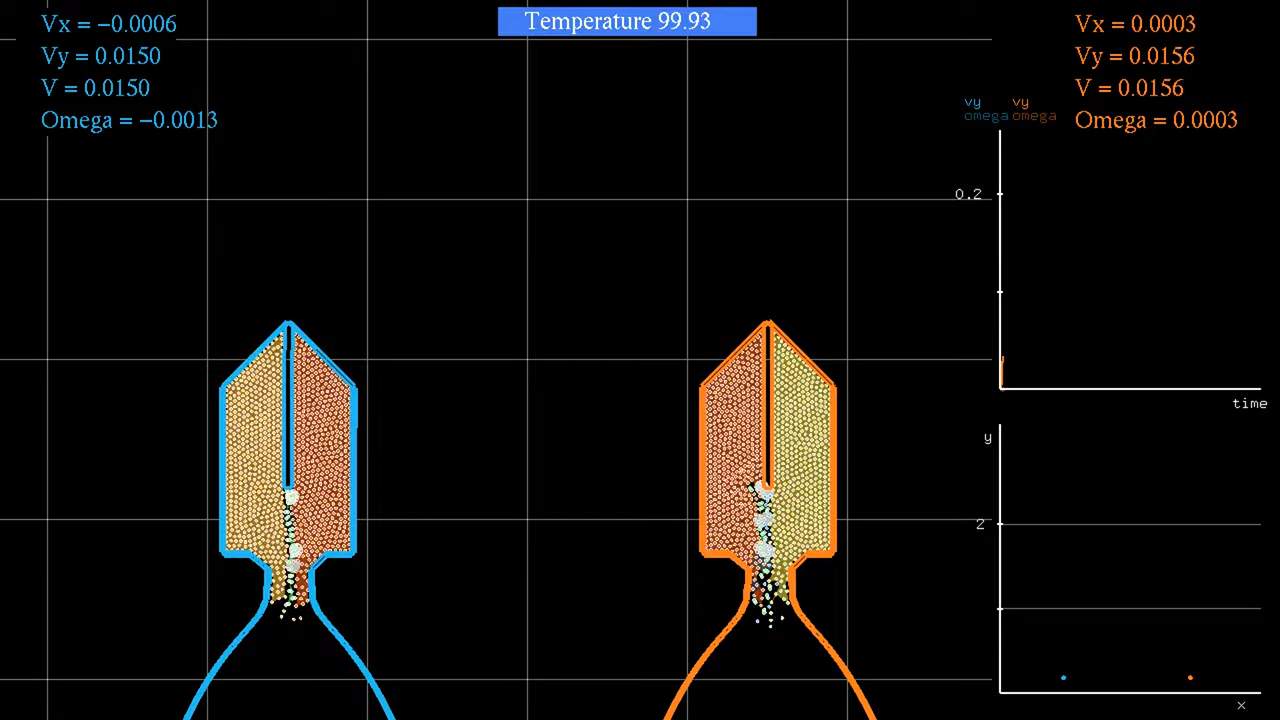 Vx = −0.0006
Vy = 0.0150
V = 0.0150
Omega = −0.0013
Temperature 99.93
Vx = 0.0003
Vy = 0.0156
V = 0.0156
Omega = 0.0003
vy vy
omega omega
0.2
time
y
2
x